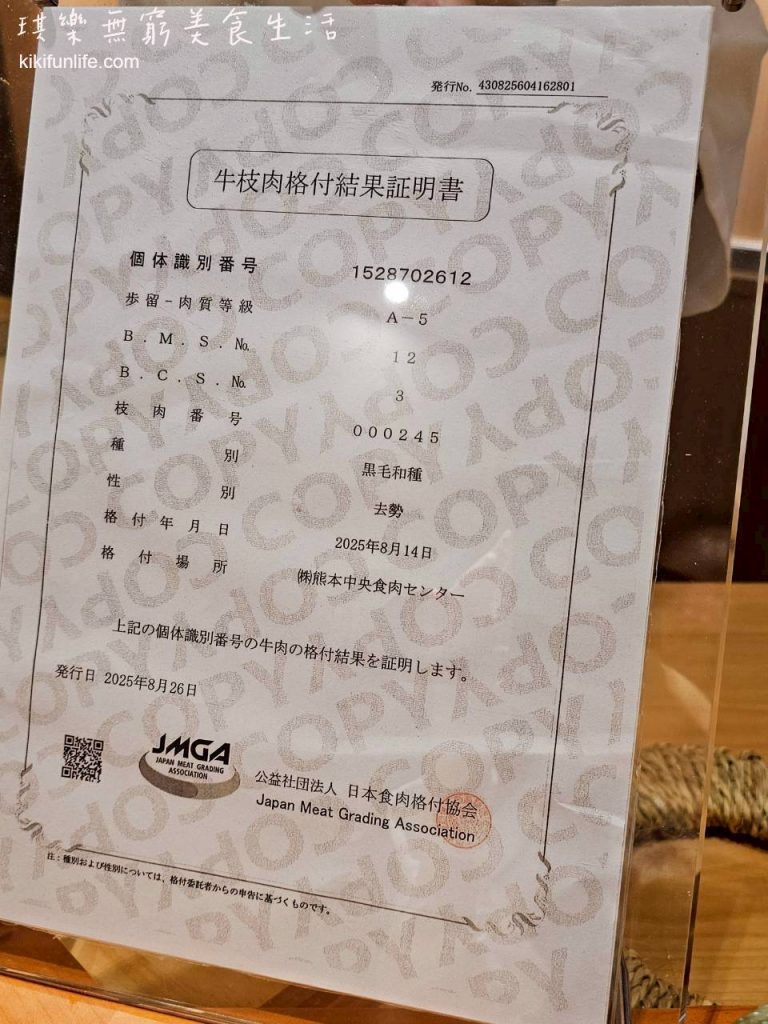 琪樂無窮美食生活
kikifunlife.com
発行No. 430825604162801
牛枝肉格付結果証明書
個体識別番号 1528702612
歩留-肉質等級 A-5
B.M.S.No. 12
B.C.S.No. 3
枝肉番号 000245
種別 黒毛和種
性別 去勢
格付年月日 2025年8月14日
格付場所 ㈱熊本中央食肉センター
上記の個体識別番号の牛肉の格付結果を証明します。
発行日 2025年8月26日
JMGA
JAPAN MEAT GRADING
ASSOCIATION
公益社団法人 日本食肉格付協会
Japan Meat Grading Association
注:種別および性別については、格付委託者からの申告に基づくものです。
COPY